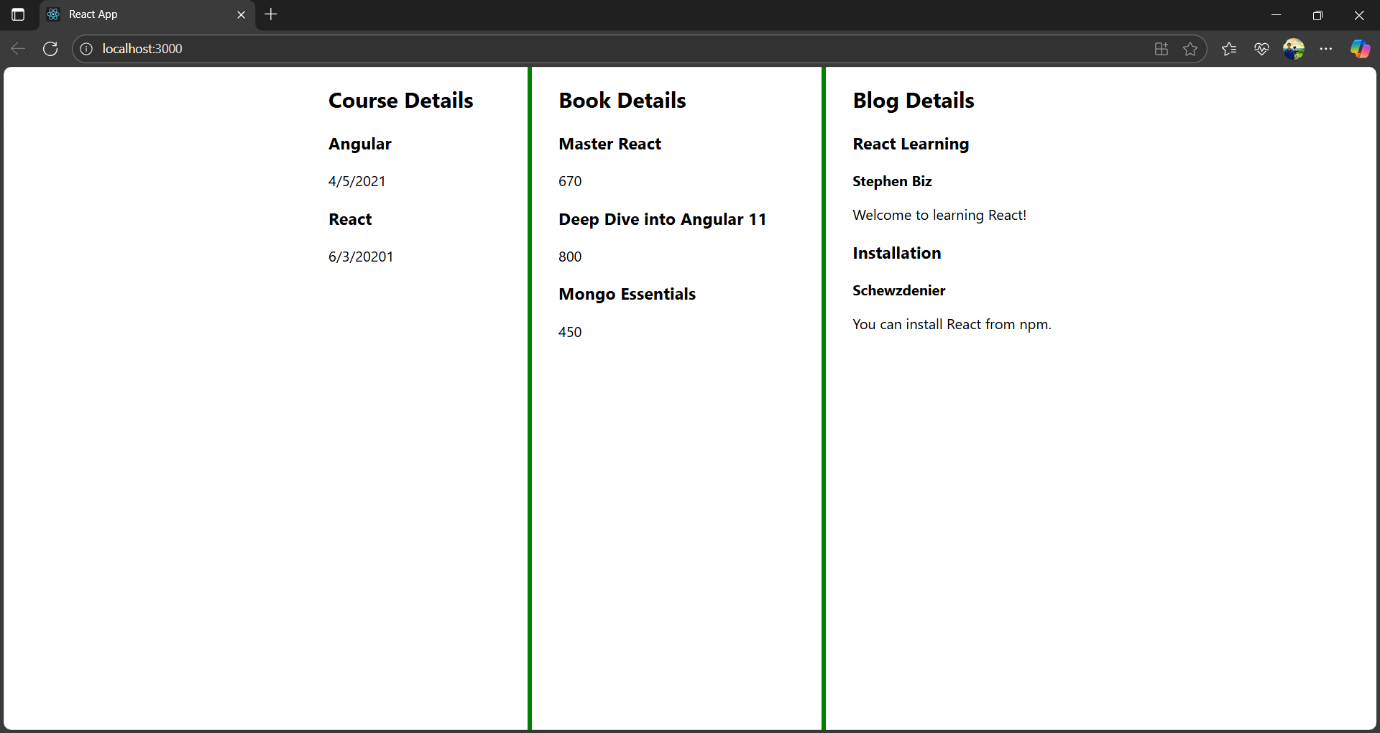 React App
localhost:3000
Course Details
Angular
4/5/2021
React
6/3/20201
Book Details
Master React
670
Deep Dive into Angular 11
800
Mongo Essentials
450
Blog Details
React Learning
Stephen Biz
Welcome to learning React!
Installation
Schewzdenier
You can install React from npm.